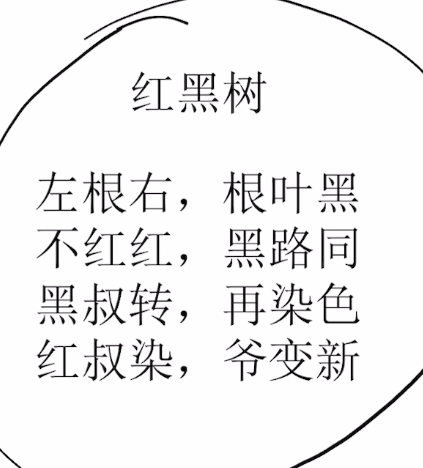 红黑树
左根右，根叶黑
不红红，黑路同
黑叔转，再染色
红叔染，爷变新